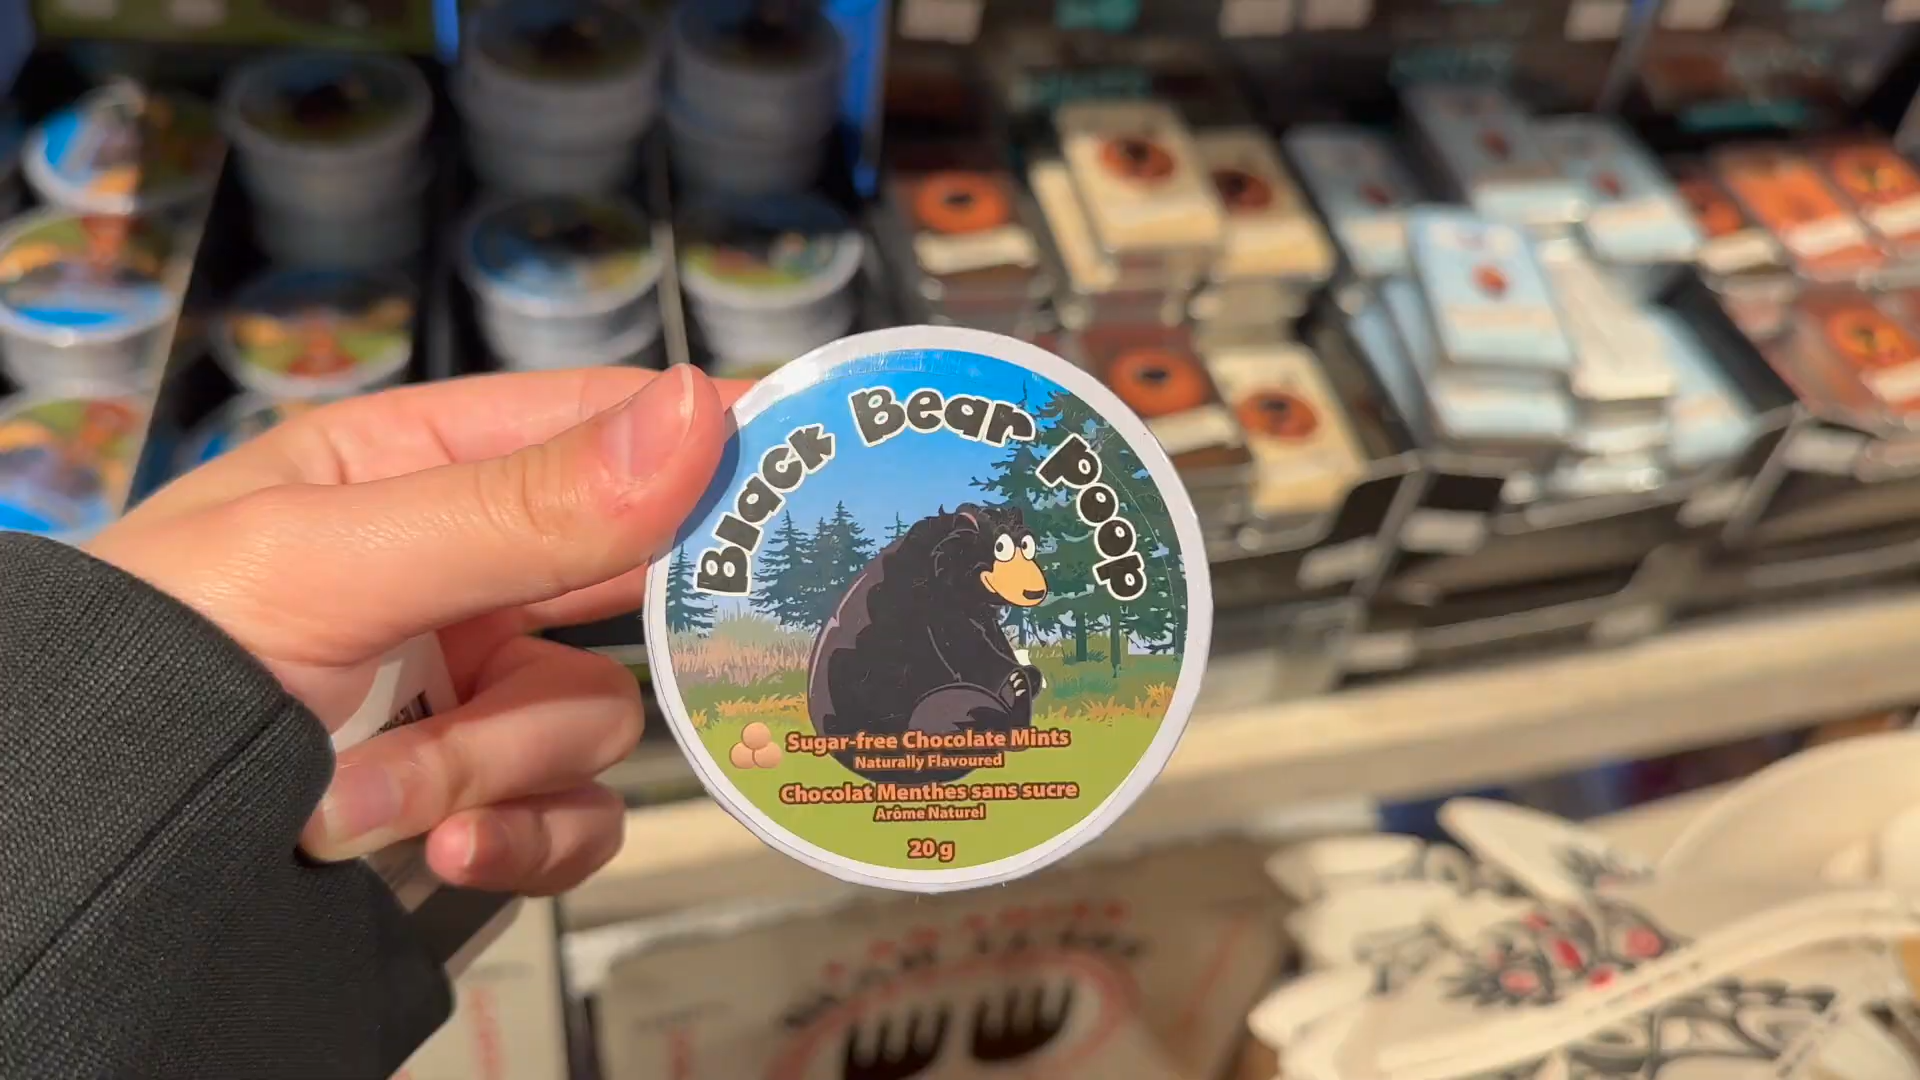 Black Bear Poop
Sugar-free Chocolate Mints
Naturally Flavoured
Chocolat Menthes sans sucre
Arôme Naturel
20 g